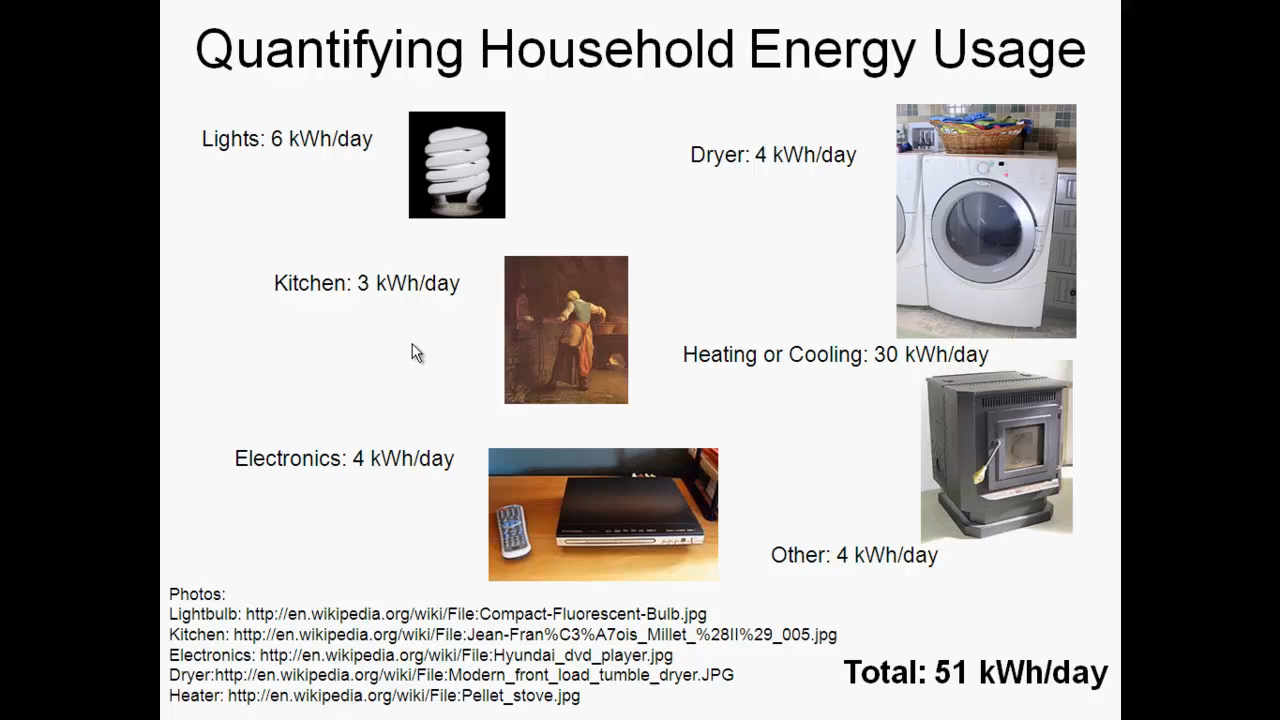 Quantifying Household Energy Usage
Lights: 6 kWh/day
Dryer: 4 kWh/day
Kitchen: 3 kWh/day
Heating or Cooling: 30 kWh/day
Electronics: 4 kWh/day
Other: 4 kWh/day
Photos:
Lightbulb: http://en.wikipedia.org/wiki/File:Compact-Fluorescent-Bulb.jpg
Kitchen: http://en.wikipedia.org/wiki/File:Jean-Fran%C3%A7ois_Millet_%28II%29_005.jpg
Electronics: http://en.wikipedia.org/wiki/File:Hyundai_dvd_player.jpg
Dryer:http://en.wikipedia.org/wiki/File:Modern_front_load_tumble_dryer.JPG
Heater: http://en.wikipedia.org/wiki/File:Pellet_stove.jpg
Total: 51 kWh/day